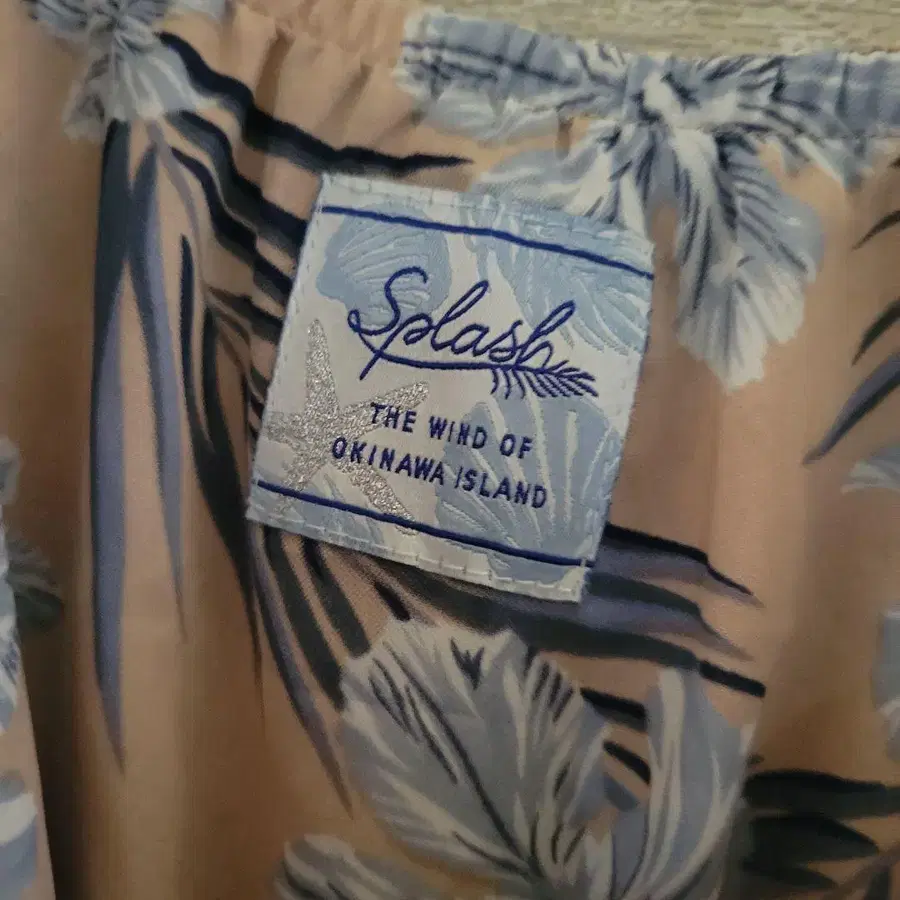 Splash
THE WIND OF
OKINAWA ISLAND